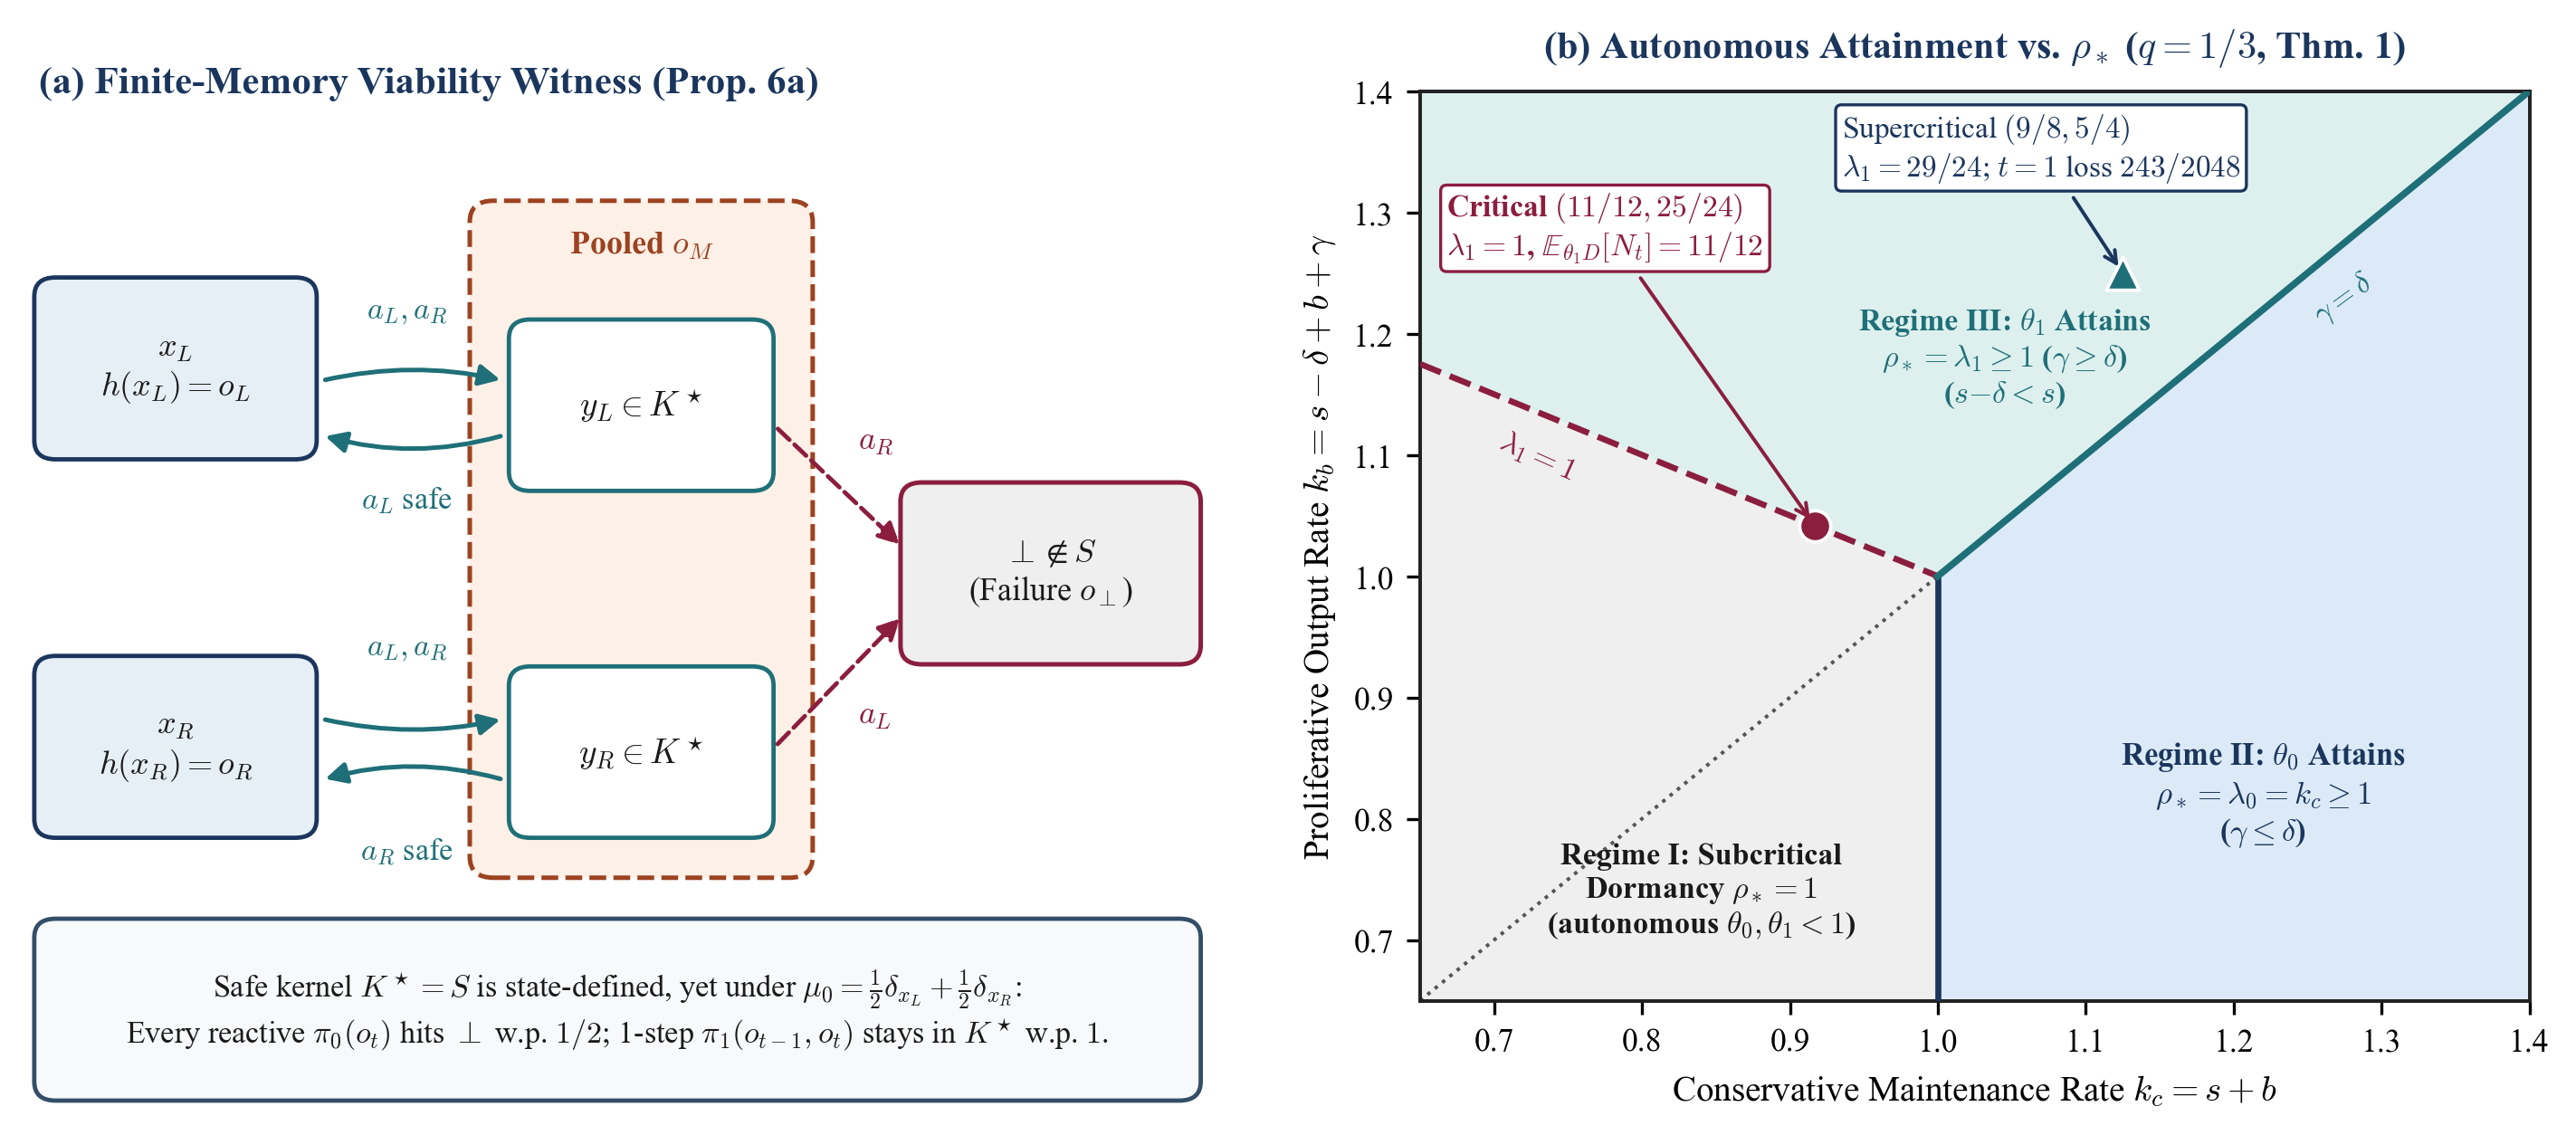 (a) Finite-Memory Viability Witness (Prop. 6a)
Pooled o_M
x_L
h(x_L) = o_L
a_L, a_R
a_L safe
y_L ∈ K^⋆
a_R
⊥ ∉ S
(Failure o_⊥)
x_R
h(x_R) = o_R
a_L, a_R
a_R safe
y_R ∈ K^⋆
a_L
Safe kernel K^⋆ = S is state-defined, yet under μ_0 = ½δ_{x_L} + ½δ_{x_R}:
Every reactive π_0(o_t) hits ⊥ w.p. 1/2; 1-step π_1(o_{t−1}, o_t) stays in K^⋆ w.p. 1.
(b) Autonomous Attainment vs. ρ_* (q = 1/3, Thm. 1)
Proliferative Output Rate k_b = s − δ + b + γ
1.4
1.3
1.2
1.1
1.0
0.9
0.8
0.7
Supercritical (9/8, 5/4)
λ_1 = 29/24; t = 1 loss 243/2048
Critical (11/12, 25/24)
λ_1 = 1, 𝔼_{θ_1 D}[N_t] = 11/12
γ = δ
Regime III: θ_1 Attains
ρ_* = λ_1 ≥ 1 (γ ≥ δ)
(s−δ < s)
λ_1 = 1
Regime II: θ_0 Attains
ρ_* = λ_0 = k_c ≥ 1
(γ ≤ δ)
Regime I: Subcritical
Dormancy ρ_* = 1
(autonomous θ_0, θ_1 < 1)
0.7 0.8 0.9 1.0 1.1 1.2 1.3 1.4
Conservative Maintenance Rate k_c = s + b